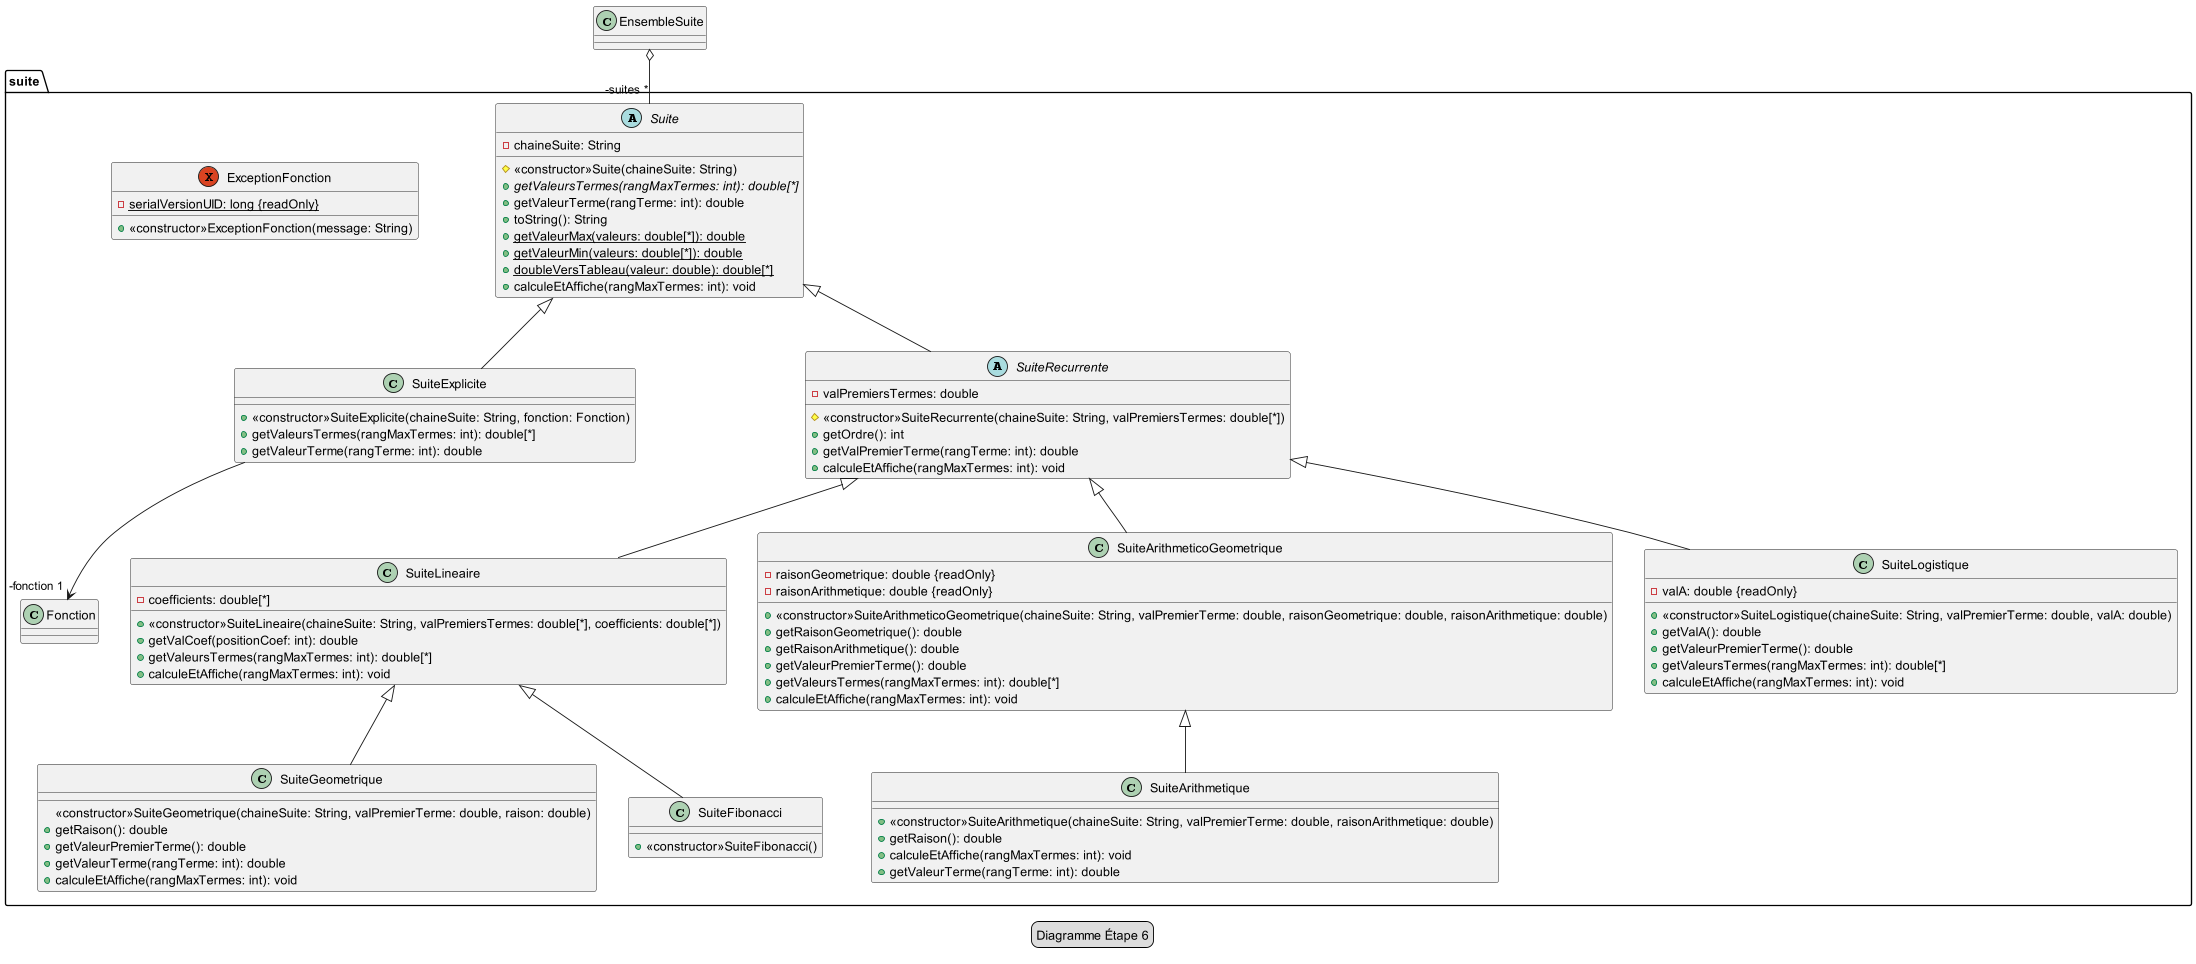 C EnsembleSuite
suite
-suites *
A Suite
chaineSuite: String
«constructor»Suite(chaineSuite: String)
getValeursTermes(rangMaxTermes: int): double[*]
getValeurTerme(rangTerme: int): double
toString(): String
getValeurMax(valeurs: double[*]): double
getValeurMin(valeurs: double[*]): double
doubleVersTableau(valeur: double): double[*]
calculeEtAffiche(rangMaxTermes: int): void
X ExceptionFonction
serialVersionUID: long {readOnly}
«constructor»ExceptionFonction(message: String)
C SuiteExplicite
«constructor»SuiteExplicite(chaineSuite: String, fonction: Fonction)
getValeursTermes(rangMaxTermes: int): double[*]
getValeurTerme(rangTerme: int): double
A SuiteRecurrente
valPremiersTermes: double
«constructor»SuiteRecurrente(chaineSuite: String, valPremiersTermes: double[*])
getOrdre(): int
getValPremierTerme(rangTerme: int): double
calculeEtAffiche(rangMaxTermes: int): void
-fonction 1
C Fonction
C SuiteLineaire
coefficients: double[*]
«constructor»SuiteLineaire(chaineSuite: String, valPremiersTermes: double[*], coefficients: double[*])
getValCoef(positionCoef: int): double
getValeursTermes(rangMaxTermes: int): double[*]
calculeEtAffiche(rangMaxTermes: int): void
C SuiteArithmeticoGeometrique
raisonGeometrique: double {readOnly}
raisonArithmetique: double {readOnly}
«constructor»SuiteArithmeticoGeometrique(chaineSuite: String, valPremierTerme: double, raisonGeometrique: double, raisonArithmetique: double)
getRaisonGeometrique(): double
getRaisonArithmetique(): double
getValeurPremierTerme(): double
getValeursTermes(rangMaxTermes: int): double[*]
calculeEtAffiche(rangMaxTermes: int): void
C SuiteLogistique
valA: double {readOnly}
«constructor»SuiteLogistique(chaineSuite: String, valPremierTerme: double, valA: double)
getValA(): double
getValeurPremierTerme(): double
getValeursTermes(rangMaxTermes: int): double[*]
calculeEtAffiche(rangMaxTermes: int): void
C SuiteGeometrique
«constructor»SuiteGeometrique(chaineSuite: String, valPremierTerme: double, raison: double)
getRaison(): double
getValeurPremierTerme(): double
getValeurTerme(rangTerme: int): double
calculeEtAffiche(rangMaxTermes: int): void
C SuiteFibonacci
«constructor»SuiteFibonacci()
C SuiteArithmetique
«constructor»SuiteArithmetique(chaineSuite: String, valPremierTerme: double, raisonArithmetique: double)
getRaison(): double
calculeEtAffiche(rangMaxTermes: int): void
getValeurTerme(rangTerme: int): double
Diagramme Étape 6